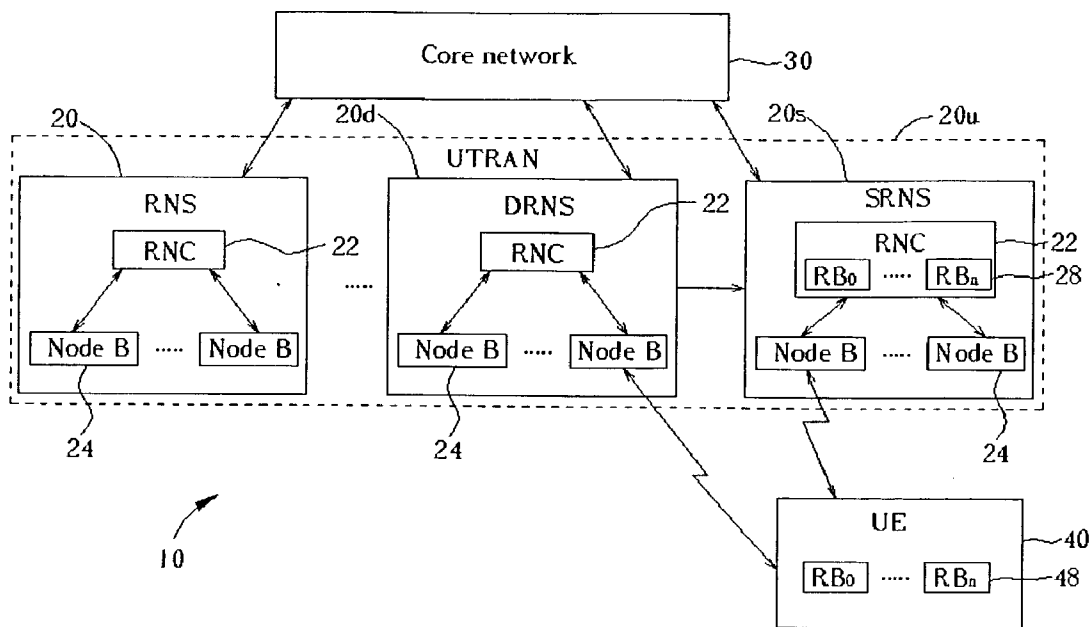 Core network
30
20
20d
20s
20u
UTRAN
RNS
DRNS
SRNS
RNC
22
RNC
22
RNC
22
RB0 ..... RBn
28
.....
Node B ..... Node B
Node B ..... Node B
Node B ..... Node B
24
24
24
10
UE
40
RB0 ..... RBn
48